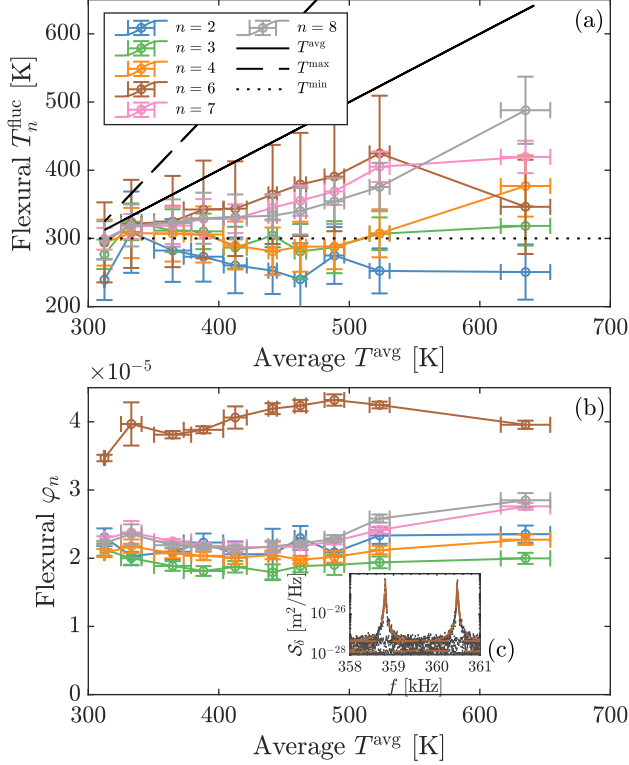 (a)
n = 2
n = 3
n = 4
n = 6
n = 7
n = 8
T^avg
T^max
T^min
600
500
400
300
200
Flexural T_n^fluc [K]
300 400 500 600 700
Average T^avg [K]
×10^−5
(b)
4
3
2
1
0
Flexural φ_n
S_δ [m²/Hz]
10^−26
10^−28
(c)
358 359 360 361
f [kHz]
300 400 500 600 700
Average T^avg [K]